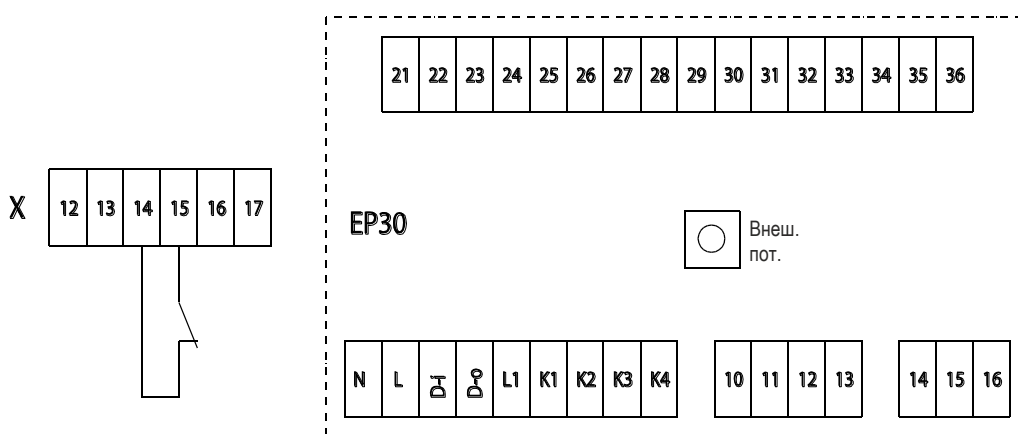 21 22 23 24 25 26 27 28 29 30 31 32 33 34 35 36
X 12 13 14 15 16 17
EP30
Внеш.
пот.
N L D-I D-0 L1 K1 K2 K3 K4 10 11 12 13 14 15 16